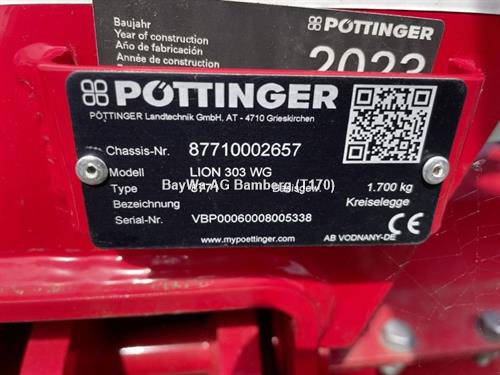 Baujahr
Year of construction
Año de fabricación
Année de construction
PÖTTINGER
2023
PÖTTINGER
PÖTTINGER Landtechnik GmbH, AT - 4710 Grieskirchen
Chassis-Nr. 87710002657
Modell LION 303 WG
Type 1.700 kg
BayWa AG Bamberg (T170)
Bezeichnung Kreiselegge
Serial-Nr. VBP00060008005338
www.mypoettinger.com AB VODNANY-DE
CE